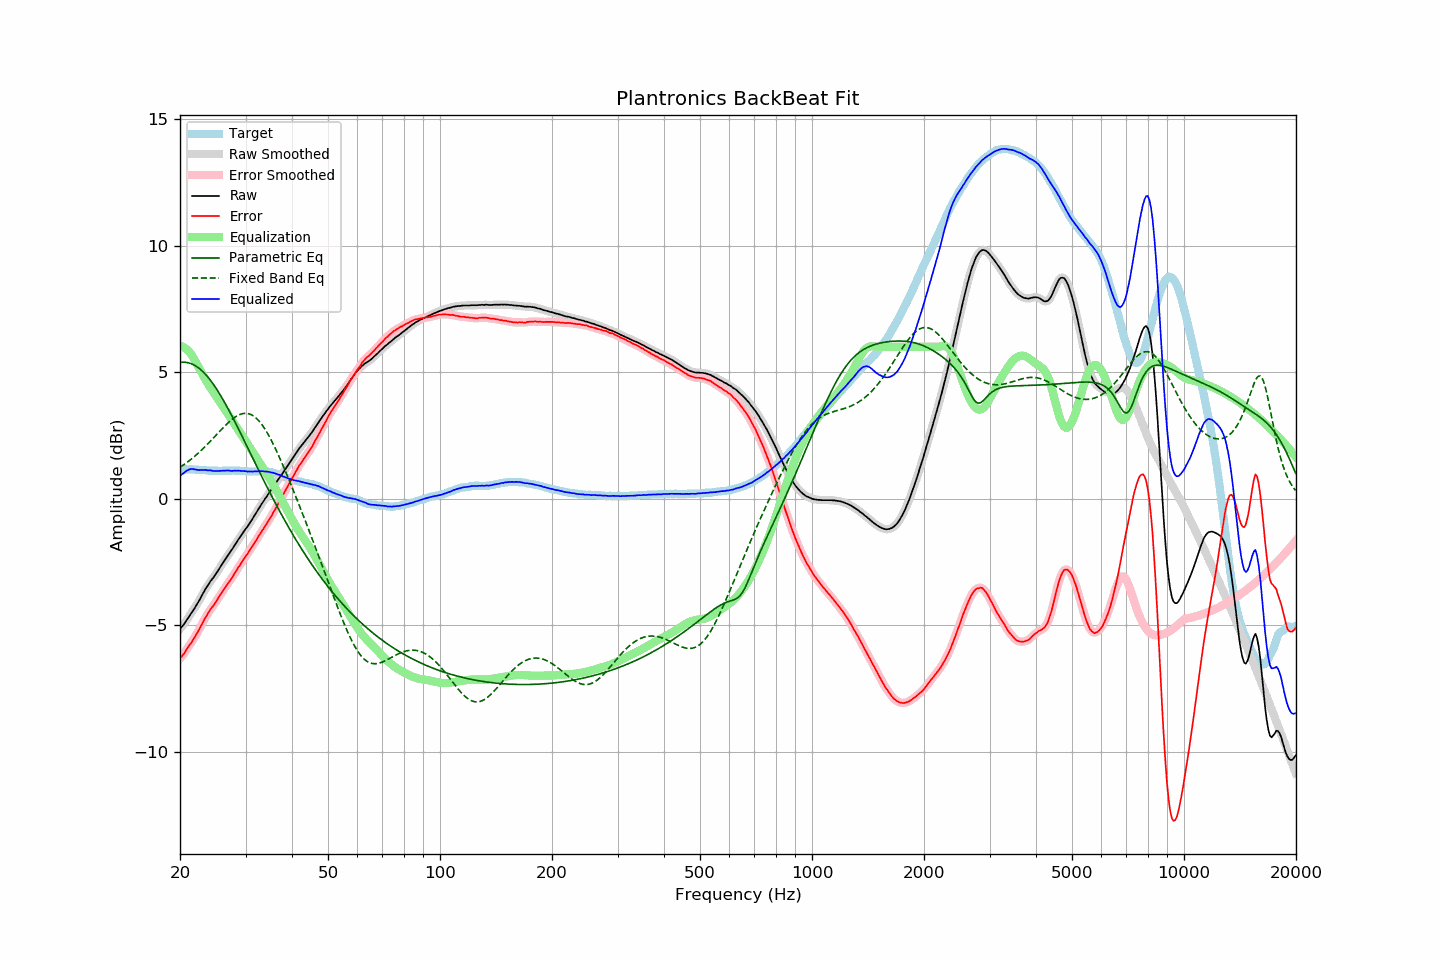 Plantronics BackBeat Fit
15
10
5
0
−5
−10
Amplitude (dBr)
Target
Raw Smoothed
Error Smoothed
Raw
Error
Equalization
Parametric Eq
Fixed Band Eq
Equalized
20 50 100 200 500 1000 2000 5000 10000 20000
Frequency (Hz)